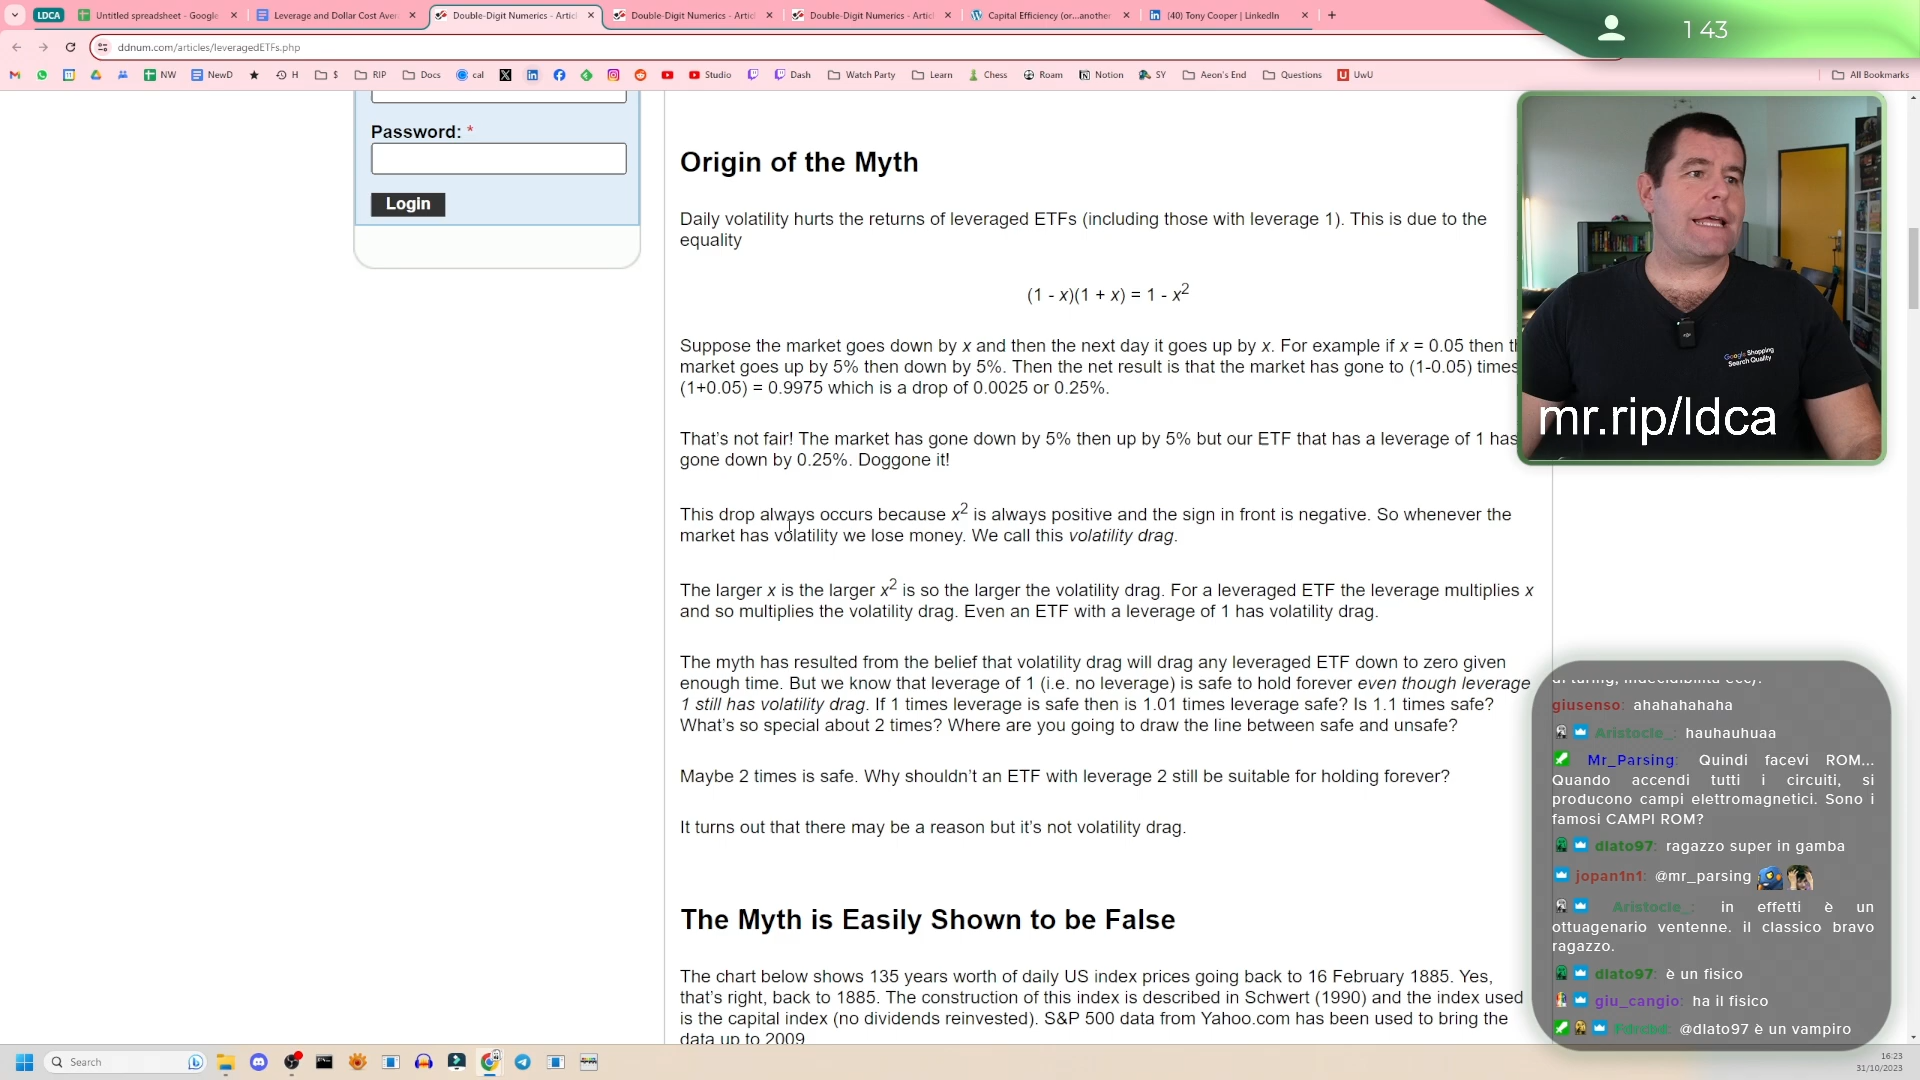 LDCA
Untitled spreadsheet - Google
Leverage and Dollar Cost Aver
Double-Digit Numerics - Artic
Double-Digit Numerics - Artic
Double-Digit Numerics - Artic
Capital Efficiency (or...another
(40) Tony Cooper | LinkedIn
ddnum.com/articles/leveragedETFs.php
NW
NewD
H
$
RIP
Docs
cal
Studio
Dash
Watch Party
Learn
Chess
Roam
Notion
SY
Aeon's End
Questions
UwU
All Bookmarks
1 43
Password: *
Login
Origin of the Myth
Daily volatility hurts the returns of leveraged ETFs (including those with leverage 1). This is due to the
equality
(1 - x)(1 + x) = 1 - x²
Suppose the market goes down by x and then the next day it goes up by x. For example if x = 0.05 then th
market goes up by 5% then down by 5%. Then the net result is that the market has gone to (1-0.05) times
(1+0.05) = 0.9975 which is a drop of 0.0025 or 0.25%.
That's not fair! The market has gone down by 5% then up by 5% but our ETF that has a leverage of 1 has
gone down by 0.25%. Doggone it!
This drop always occurs because x² is always positive and the sign in front is negative. So whenever the
market has volatility we lose money. We call this volatility drag.
The larger x is the larger x² is so the larger the volatility drag. For a leveraged ETF the leverage multiplies x
and so multiplies the volatility drag. Even an ETF with a leverage of 1 has volatility drag.
The myth has resulted from the belief that volatility drag will drag any leveraged ETF down to zero given
enough time. But we know that leverage of 1 (i.e. no leverage) is safe to hold forever even though leverage
1 still has volatility drag. If 1 times leverage is safe then is 1.01 times leverage safe? Is 1.1 times safe?
What's so special about 2 times? Where are you going to draw the line between safe and unsafe?
Maybe 2 times is safe. Why shouldn't an ETF with leverage 2 still be suitable for holding forever?
It turns out that there may be a reason but it's not volatility drag.
The Myth is Easily Shown to be False
The chart below shows 135 years worth of daily US index prices going back to 16 February 1885. Yes,
that's right, back to 1885. The construction of this index is described in Schwert (1990) and the index used
is the capital index (no dividends reinvested). S&P 500 data from Yahoo.com has been used to bring the
data up to 2009
Google Shopping
Search Quality
mr.rip/ldca
di turing, indecidibilità ecc).
giusenso: ahahahahaha
Aristocle_: hauhauhuaa
Mr_Parsing: Quindi facevi ROM...
Quando accendi tutti i circuiti, si
producono campi elettromagnetici. Sono i
famosi CAMPI ROM?
dlato97: ragazzo super in gamba
jopan1n1: @mr_parsing
Aristocle_: in effetti è un
ottuagenario ventenne. il classico bravo
ragazzo.
dlato97: è un fisico
giu_cangio: ha il fisico
@dlato97 è un vampiro
Search
16:23
31/10/2023